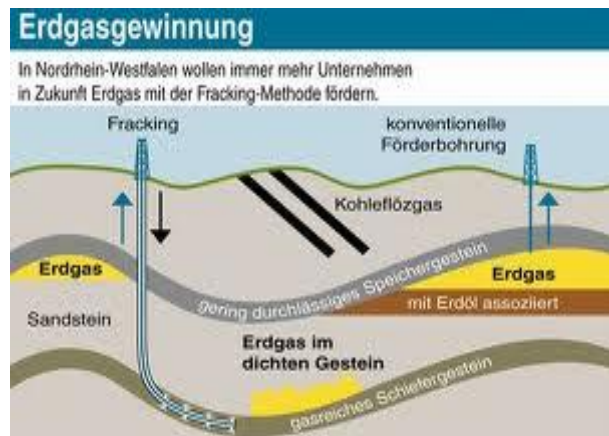 Erdgasgewinnung
In Nordrhein-Westfalen wollen immer mehr Unternehmen
in Zukunft Erdgas mit der Fracking-Methode fördern.
Fracking
konventionelle
Förderbohrung
Kohleflözgas
Erdgas
gering durchlässiges Speichergestein
Erdgas
mit Erdöl assoziiert
Sandstein
Erdgas im
dichten Gestein
gasreiches Schiefergestein